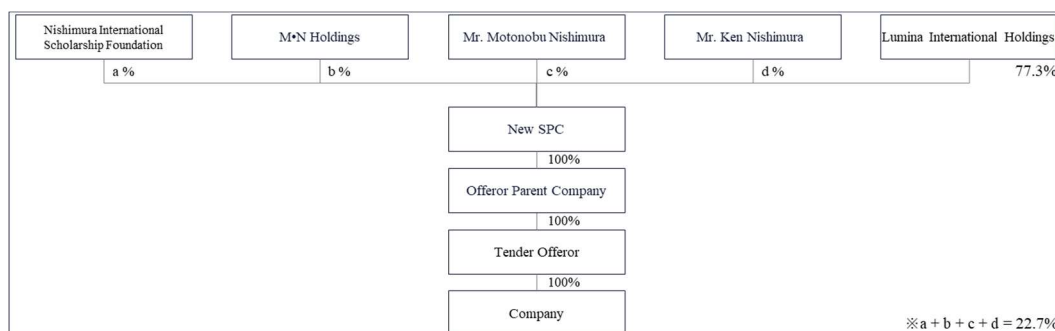 Nishimura International
Scholarship Foundation
M•N Holdings
Mr. Motonobu Nishimura
Mr. Ken Nishimura
Lumina International Holdings
a %
b %
c %
d %
77.3%
New SPC
100%
Offeror Parent Company
100%
Tender Offeror
100%
Company
※a + b + c + d = 22.7%